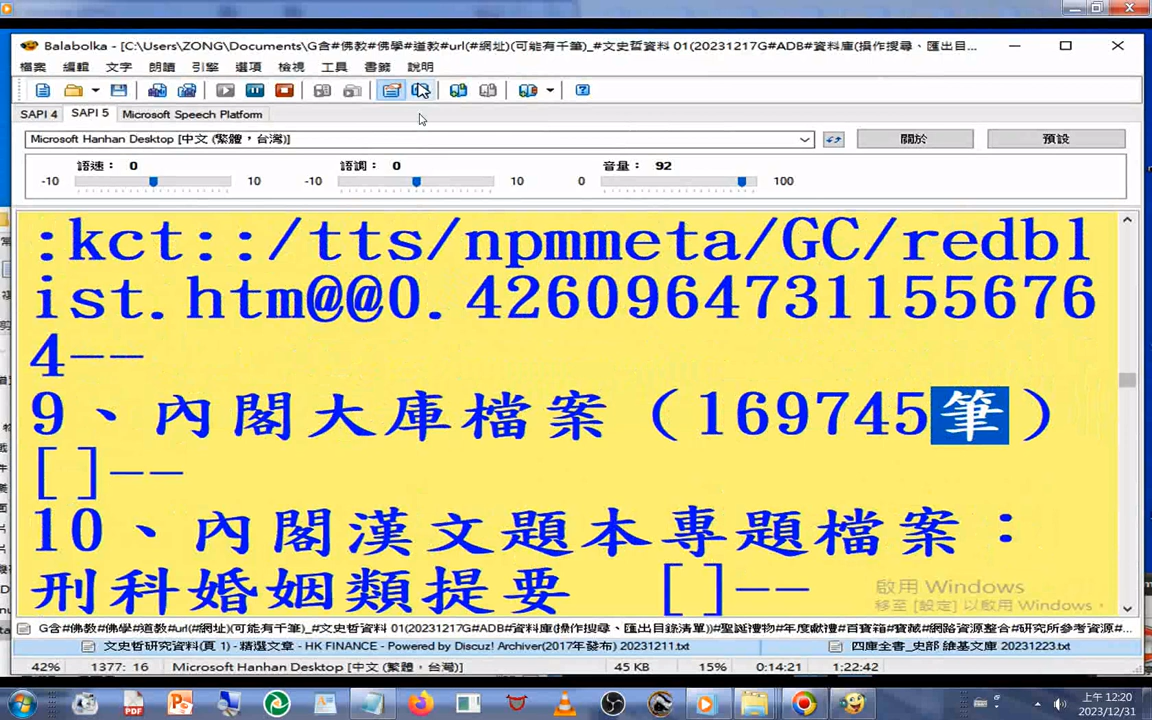 Balabolka - [C:\Users\ZONG\Documents\G含#佛教#佛學#道教#url(#網址)(可能有千筆)_#文史哲資料 01(20231217G#ADB#資料庫(操作搜尋、匯出目...
檔案 編輯 文字 朗讀 引擎 選項 檢視 工具 書籤 說明
SAPI 4 SAPI 5 Microsoft Speech Platform
Microsoft Hanhan Desktop [中文 (繁體，台灣)] 關於 預設
語速： 0 語調： 0 音量： 92
-10 10 -10 10 0 100
:kct::/tts/npmmeta/GC/redbl
ist.htm@@0.4260964731155676
4--
9、內閣大庫檔案（169745筆）
[]--
10、內閣漢文題本專題檔案：
刑科婚姻類提要 []--
啟用 Windows
移至 [設定] 以啟用 Windows。
G含#佛教#佛學#道教#url(#網址)(可能有千筆)_#文史哲資料 01(20231217G#ADB#資料庫(操作搜尋、匯出目錄清單))#聖誕禮物#年度獻禮#百寶箱#寶藏#網路資源整合#研究所參考資源#...
文史哲研究資料(頁 1) - 精選文章 - HK FINANCE - Powered by Discuz! Archiver(2017年發布) 20231211.txt 四庫全書_史部 維基文庫 20231223.txt
42% 1377: 16 Microsoft Hanhan Desktop [中文 (繁體，台灣)] 45 KB 15% 0:14:21 1:22:42
上午 12:20
2023/12/31